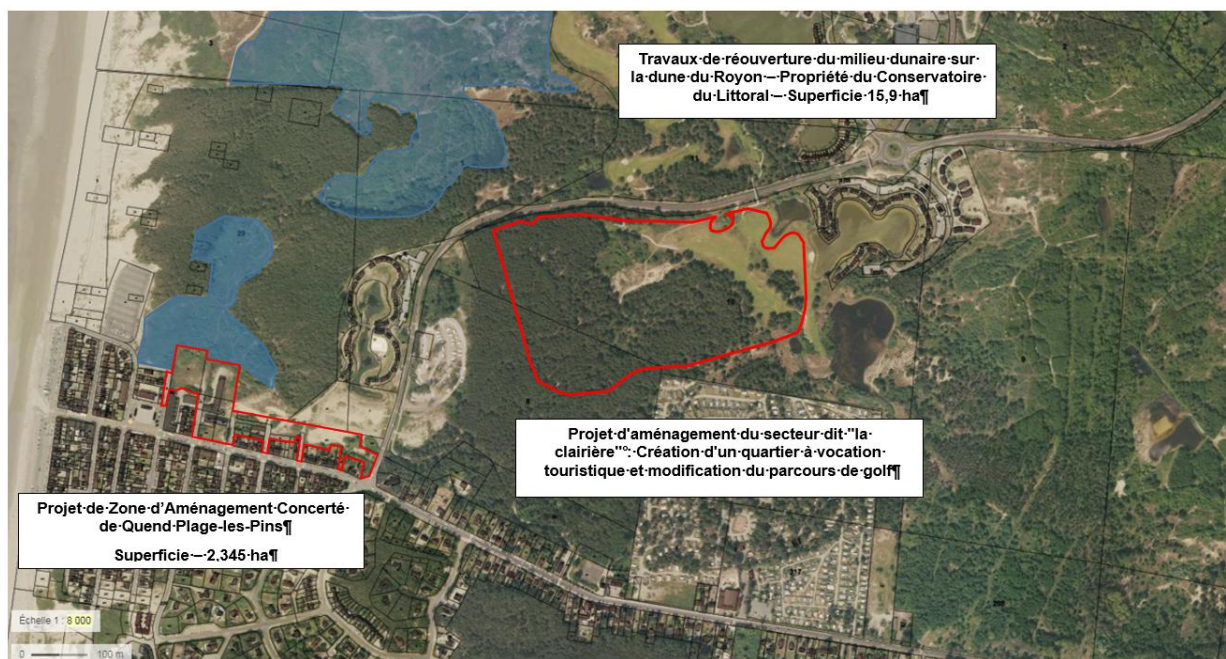 Travaux·de·réouverture·du·milieu·dunaire·sur·
la·dune·du·Royon·–·Propriété·du·Conservatoire·
du·Littoral·–·Superficie·15,9·ha¶
Projet·d'aménagement·du·secteur·dit·"la·
clairière"°:·Création·d'un·quartier·à·vocation·
touristique·et·modification·du·parcours·de·golf¶
Projet·de·Zone·d’Aménagement·Concerté·
de·Quend·Plage-les-Pins¶
Superficie·–·2,345·ha¶
Échelle 1 : 8 000
0 100 m